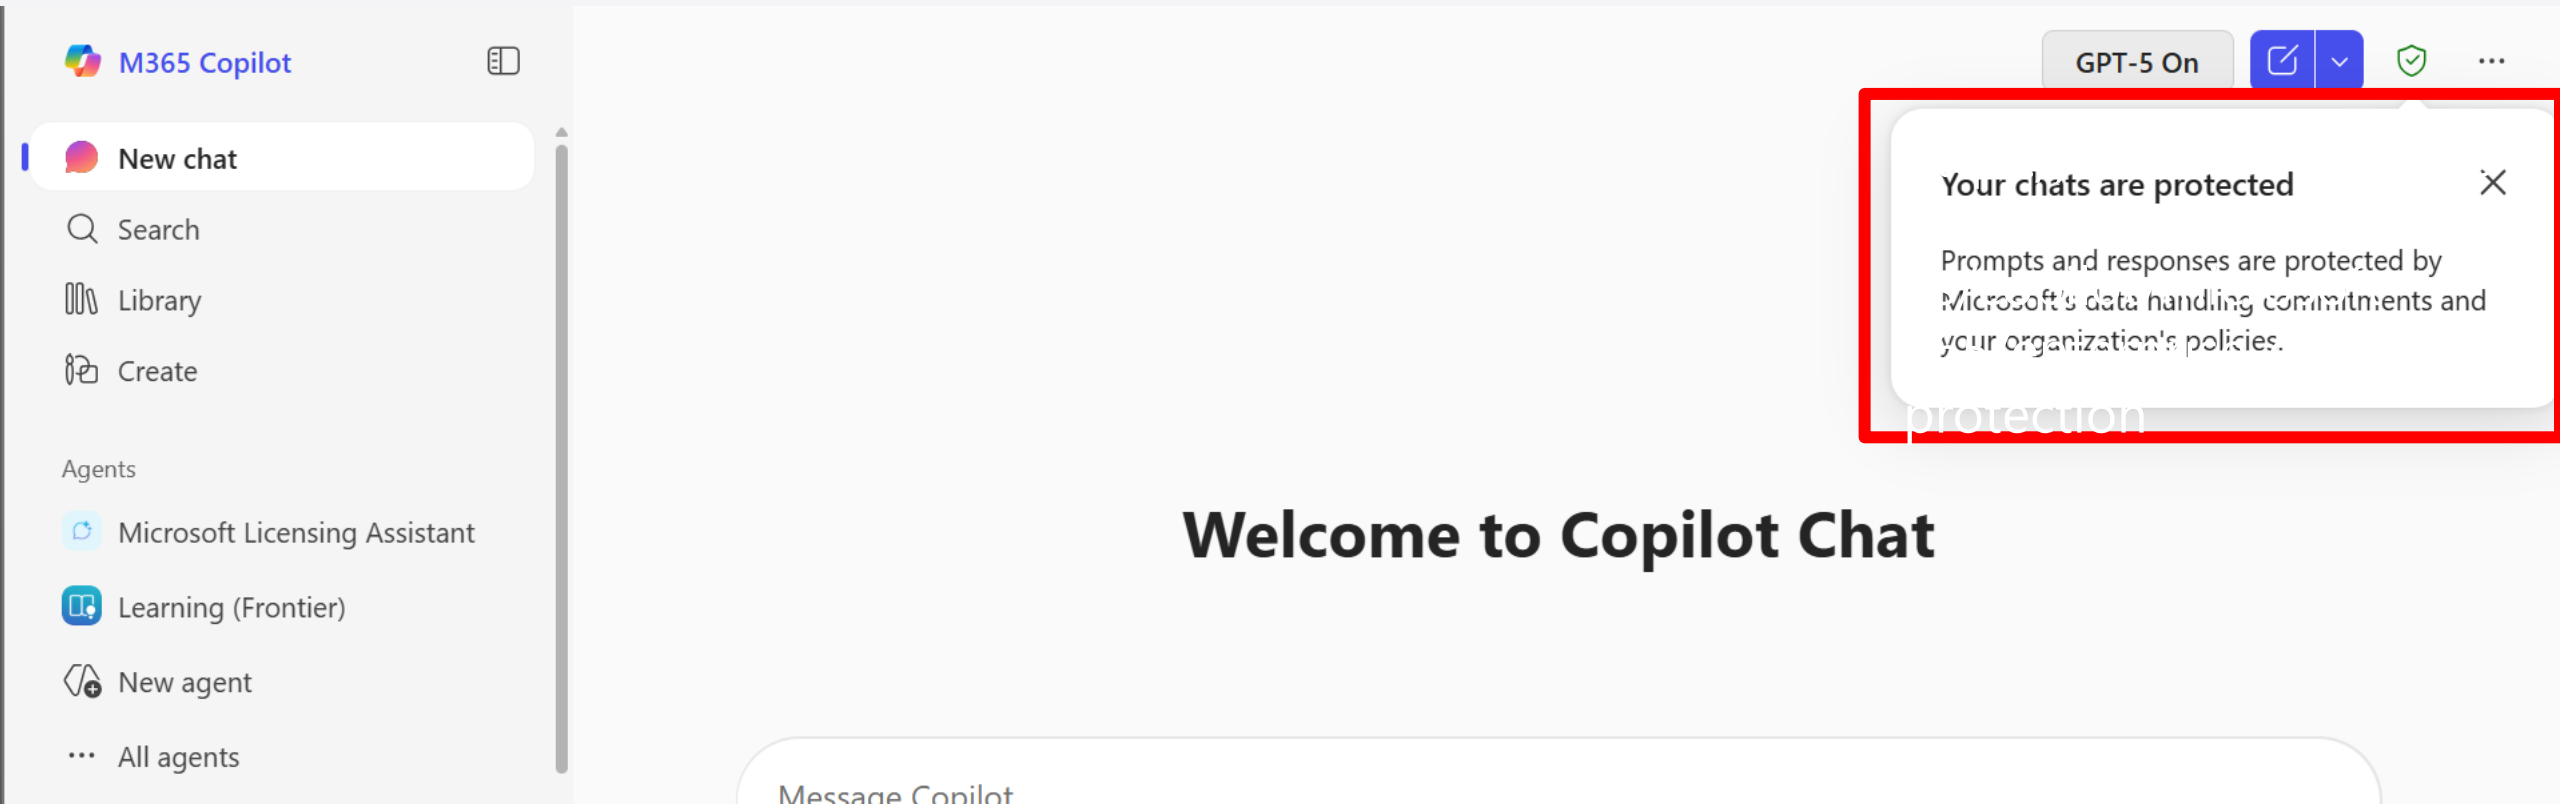 M365 Copilot
GPT-5 On
New chat
Search
Library
Create
Agents
Microsoft Licensing Assistant
Learning (Frontier)
New agent
All agents
Your chats are protected
Prompts and responses are protected by
Microsoft's data handling commitments and
your organization's policies.
protection
Welcome to Copilot Chat
Message Copilot